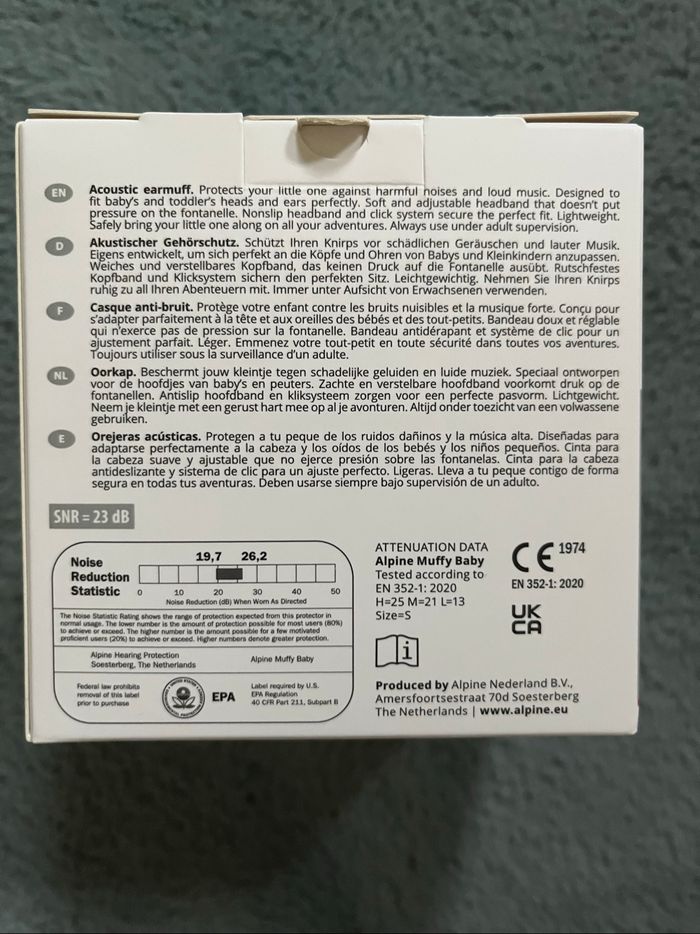 EN
Acoustic earmuff. Protects your little one against harmful noises and loud music. Designed to
fit baby's and toddler's heads and ears perfectly. Soft and adjustable headband that doesn't put
pressure on the fontanelle. Nonslip headband and click system secure the perfect fit. Lightweight.
Safely bring your little one along on all your adventures. Always use under adult supervision.
D
Akustischer Gehörschutz. Schützt Ihren Knirps vor schädlichen Geräuschen und lauter Musik.
Eigens entwickelt, um sich perfekt an die Köpfe und Ohren von Babys und Kleinkindern anzupassen.
Weiches und verstellbares Kopfband, das keinen Druck auf die Fontanelle ausübt. Rutschfestes
Kopfband und Klicksystem sichern den perfekten Sitz. Leichtgewichtig. Nehmen Sie Ihren Knirps
ruhig zu all Ihren Abenteuern mit. Immer unter Aufsicht von Erwachsenen verwenden.
F
Casque anti-bruit. Protège votre enfant contre les bruits nuisibles et la musique forte. Conçu pour
s'adapter parfaitement à la tête et aux oreilles des bébés et des tout-petits. Bandeau doux et réglable
qui n'exerce pas de pression sur la fontanelle. Bandeau antidérapant et système de clic pour un
ajustement parfait. Léger. Emmenez votre tout-petit en toute sécurité dans toutes vos aventures.
Toujours utiliser sous la surveillance d'un adulte.
NL
Oorkap. Beschermt jouw kleintje tegen schadelijke geluiden en luide muziek. Speciaal ontworpen
voor de hoofdjes van baby's en peuters. Zachte en verstelbare hoofdband voorkomt druk op de
fontanellen. Antislip hoofdband en kliksysteem zorgen voor een perfecte pasvorm. Lichtgewicht.
Neem je kleintje met een gerust hart mee op al je avonturen. Altijd onder toezicht van een volwassene
gebruiken.
E
Orejeras acústicas. Protegen a tu peque de los ruidos dañinos y la música alta. Diseñadas para
adaptarse perfectamente a la cabeza y los oídos de los bebés y los niños pequeños. Cinta para
la cabeza suave y ajustable que no ejerce presión sobre las fontanelas. Cinta para la cabeza
antideslizante y sistema de clic para un ajuste perfecto. Ligeras. Lleva a tu peque contigo de forma
segura en todas tus aventuras. Deben usarse siempre bajo supervisión de un adulto.
SNR = 23 dB
Noise
Reduction
Statistic
19,7 26,2
0 10 20 30 40 50
Noise Reduction (dB) When Worn As Directed
The Noise Statistic Rating shows the range of protection expected from this protector in
normal usage. The lower number is the amount of protection possible for most users (80%)
to achieve or exceed. The higher number is the amount possible for a few motivated
proficient users (20%) to achieve or exceed. Higher numbers denote greater protection.
Alpine Hearing Protection
Soesterberg, The Netherlands
Alpine Muffy Baby
Federal law prohibits
removal of this label
prior to purchase
EPA
Label required by U.S.
EPA Regulation
40 CFR Part 211, Subpart B
ATTENUATION DATA
Alpine Muffy Baby
Tested according to
EN 352-1: 2020
H=25 M=21 L=13
Size=S
CE 1974
EN 352-1: 2020
UK
CA
i
Produced by Alpine Nederland B.V.,
Amersfoortsestraat 70d Soesterberg
The Netherlands | www.alpine.eu